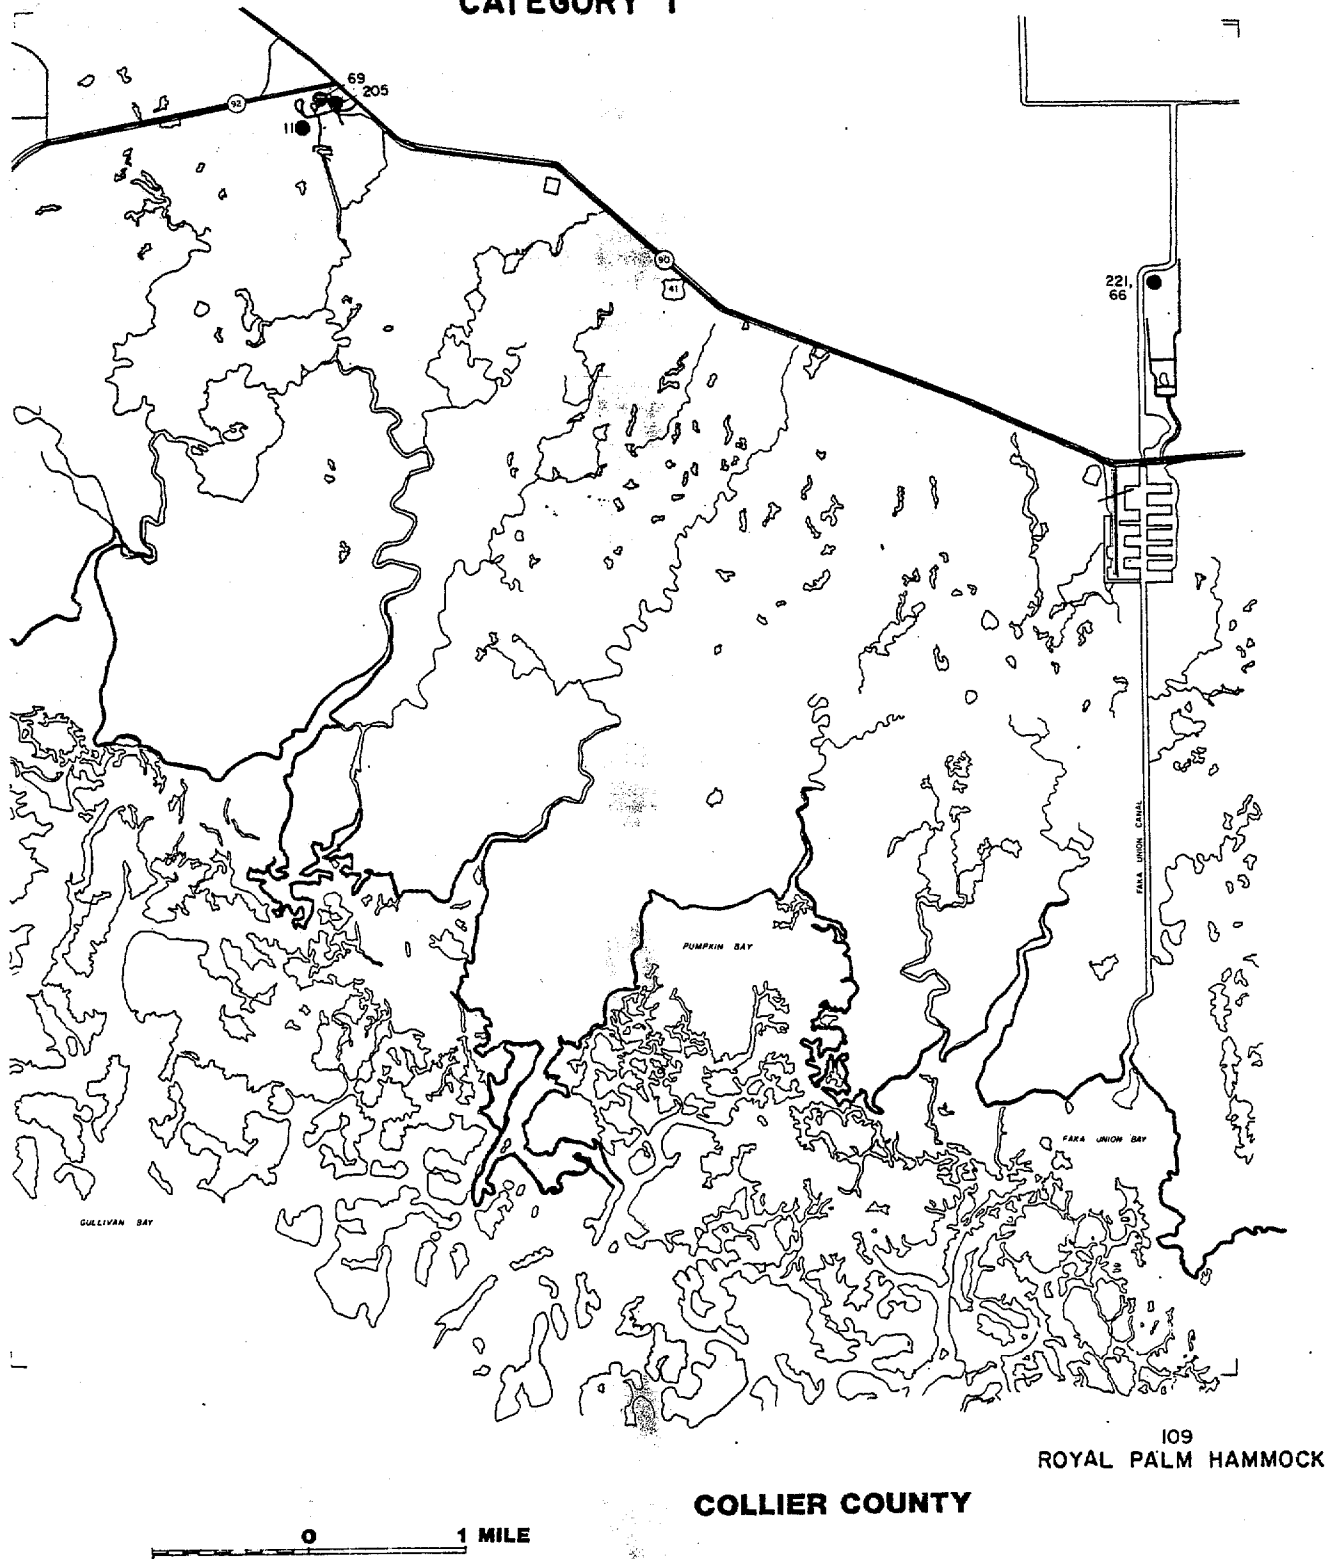 CATEGORY 1
69
205
92
11
90
41
221,
66
FAKA UNION CANAL
PUMPKIN BAY
FAKA UNION BAY
GULLIVAN BAY
109
ROYAL PALM HAMMOCK
COLLIER COUNTY
0 1 MILE